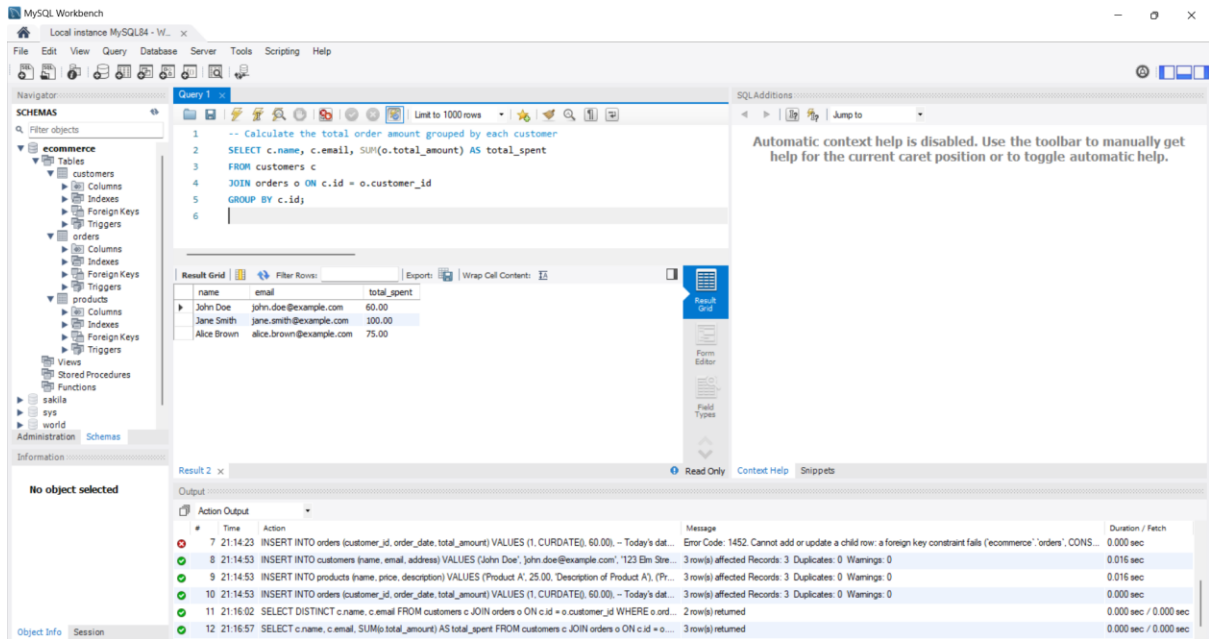 MySQL Workbench
Local instance MySQL84 - W...
File Edit View Query Database Server Tools Scripting Help
Navigator
SCHEMAS
Filter objects
ecommerce
Tables
customers
Columns
Indexes
Foreign Keys
Triggers
orders
Columns
Indexes
Foreign Keys
Triggers
products
Columns
Indexes
Foreign Keys
Triggers
Views
Stored Procedures
Functions
sakila
sys
world
Administration Schemas
Information
No object selected
Object Info Session
Query 1
Limit to 1000 rows
1 -- Calculate the total order amount grouped by each customer
2 SELECT c.name, c.email, SUM(o.total_amount) AS total_spent
3 FROM customers c
4 JOIN orders o ON c.id = o.customer_id
5 GROUP BY c.id;
6
Result Grid Filter Rows: Export: Wrap Cell Content:
name email total_spent
John Doe john.doe@example.com 60.00
Jane Smith jane.smith@example.com 100.00
Alice Brown alice.brown@example.com 75.00
Result Grid
Form Editor
Field Types
Result 2 Read Only
SQLAdditions
Jump to
Automatic context help is disabled. Use the toolbar to manually get
help for the current caret position or to toggle automatic help.
Context Help Snippets
Output
Action Output
# Time Action Message Duration / Fetch
7 21:14:23 INSERT INTO orders (customer_id, order_date, total_amount) VALUES (1, CURDATE(), 60.00), -- Today's dat... Error Code: 1452. Cannot add or update a child row: a foreign key constraint fails (`ecommerce`.`orders`, CONS... 0.000 sec
8 21:14:53 INSERT INTO customers (name, email, address) VALUES ('John Doe', 'john.doe@example.com', '123 Elm Stre... 3 row(s) affected Records: 3 Duplicates: 0 Warnings: 0 0.016 sec
9 21:14:53 INSERT INTO products (name, price, description) VALUES ('Product A', 25.00, 'Description of Product A'), ('Pr... 3 row(s) affected Records: 3 Duplicates: 0 Warnings: 0 0.016 sec
10 21:14:53 INSERT INTO orders (customer_id, order_date, total_amount) VALUES (1, CURDATE(), 60.00), -- Today's dat... 3 row(s) affected Records: 3 Duplicates: 0 Warnings: 0 0.000 sec
11 21:16:02 SELECT DISTINCT c.name, c.email FROM customers c JOIN orders o ON c.id = o.customer_id WHERE o.ord... 2 row(s) returned 0.000 sec / 0.000 sec
12 21:16:57 SELECT c.name, c.email, SUM(o.total_amount) AS total_spent FROM customers c JOIN orders o ON c.id = o.... 3 row(s) returned 0.000 sec / 0.000 sec